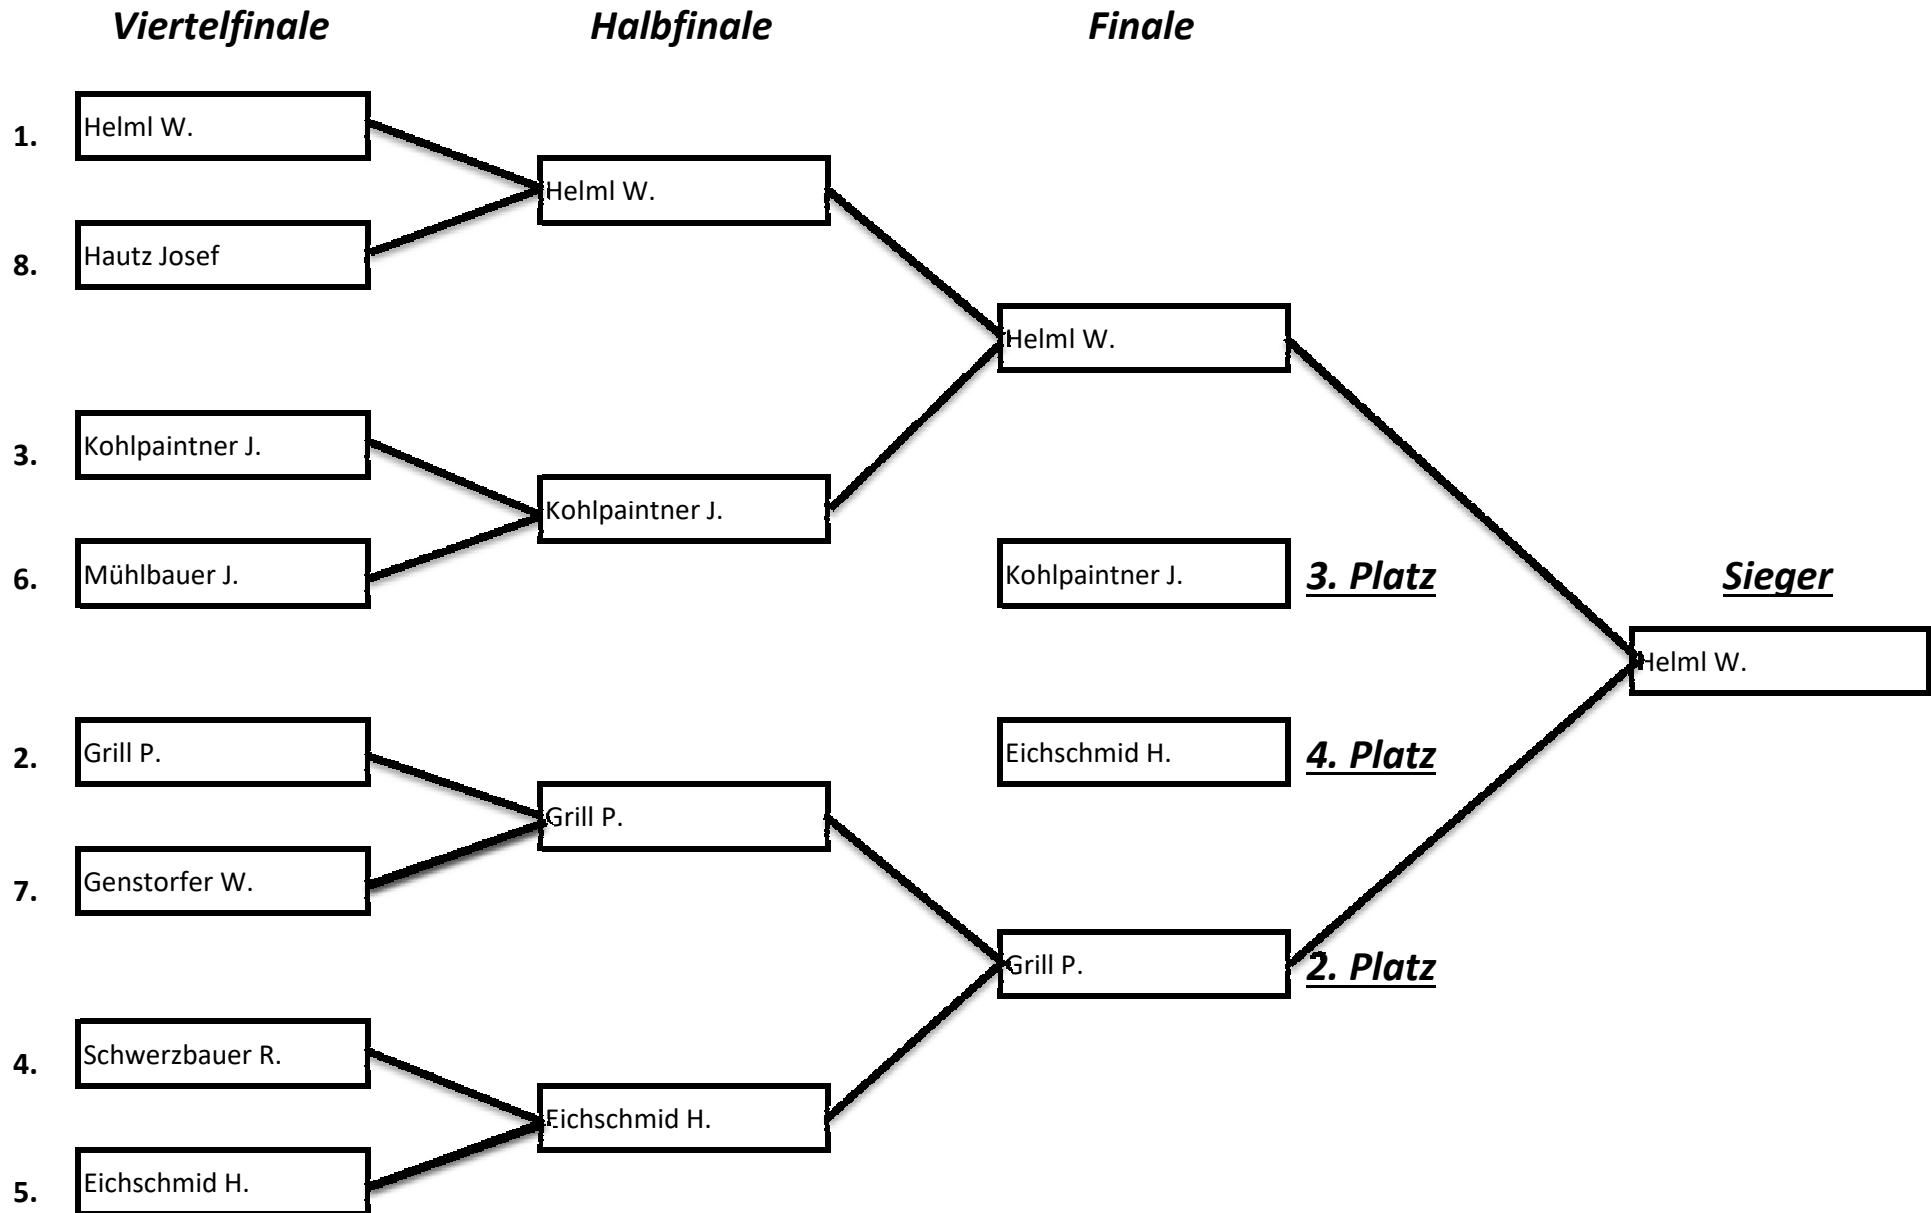 Viertelfinale Halbfinale Finale
1. Helml W.
Helml W.
8. Hautz Josef
Helml W.
3. Kohlpaintner J.
Kohlpaintner J.
6. Mühlbauer J.
Kohlpaintner J. 3. Platz
Sieger
Helml W.
2. Grill P.
Eichschmid H. 4. Platz
Grill P.
7. Genstorfer W.
Grill P. 2. Platz
4. Schwerzbauer R.
Eichschmid H.
5. Eichschmid H.